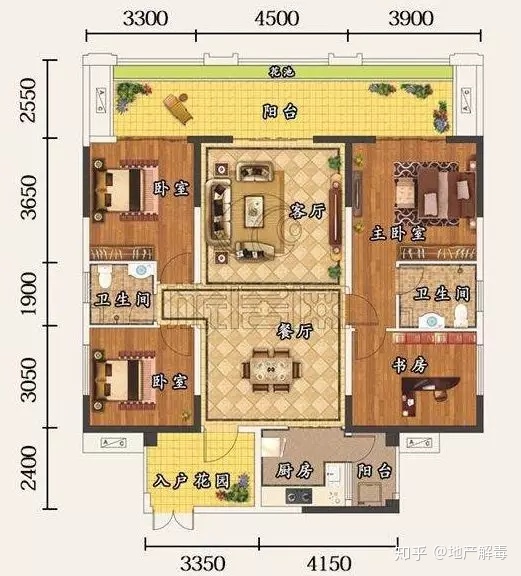 3300 4500 3900
2550
花池
阳台
3650
卧室
客厅
主卧室
1900
卫生间
卫生间
餐厅
3050
卧室
书房
2400
入户花园
厨房
阳台
A C
A C
3350 4150
知乎 @地产解毒